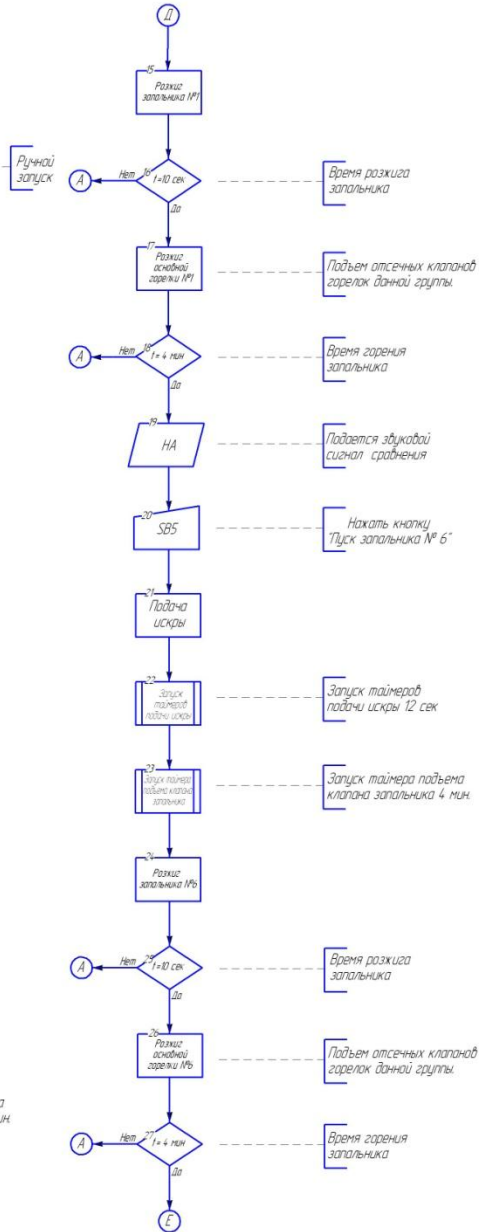 Д
15
Розжиг
запальника №1
Ручной
запуск
А
Нет
16
t=10 сек
Время розжига
запальника
Да
17
Розжиг
основной
горелки №1
Подъем отсечных клапанов
горелок данной группы.
А
Нет
18
t= 4 мин
Время горения
запальника
Да
19
НА
Подается звуковой
сигнал сравнения
20
SB5
Нажать кнопку
"Пуск запальника № 6"
21
Подача
искры
22
Запуск
таймеров
подачи искры
Запуск таймеров
подачи искры 12 сек
23
Запуск таймера
подъема клапана
запальника
Запуск таймера подъема
клапана запальника 4 мин.
24
Розжиг
запальника №6
А
Нет
25
t=10 сек
Время розжига
запальника
Да
26
Розжиг
основной
горелки №6
Подъем отсечных клапанов
горелок данной группы.
А
Нет
27
t= 4 мин
Время горения
запальника
Да
Е